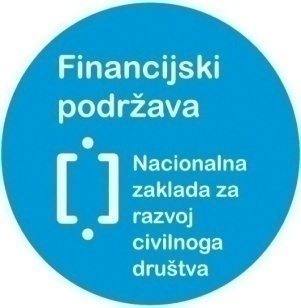 Financijski
podržava
Nacionalna
zaklada za
razvoj
civilnoga
društva